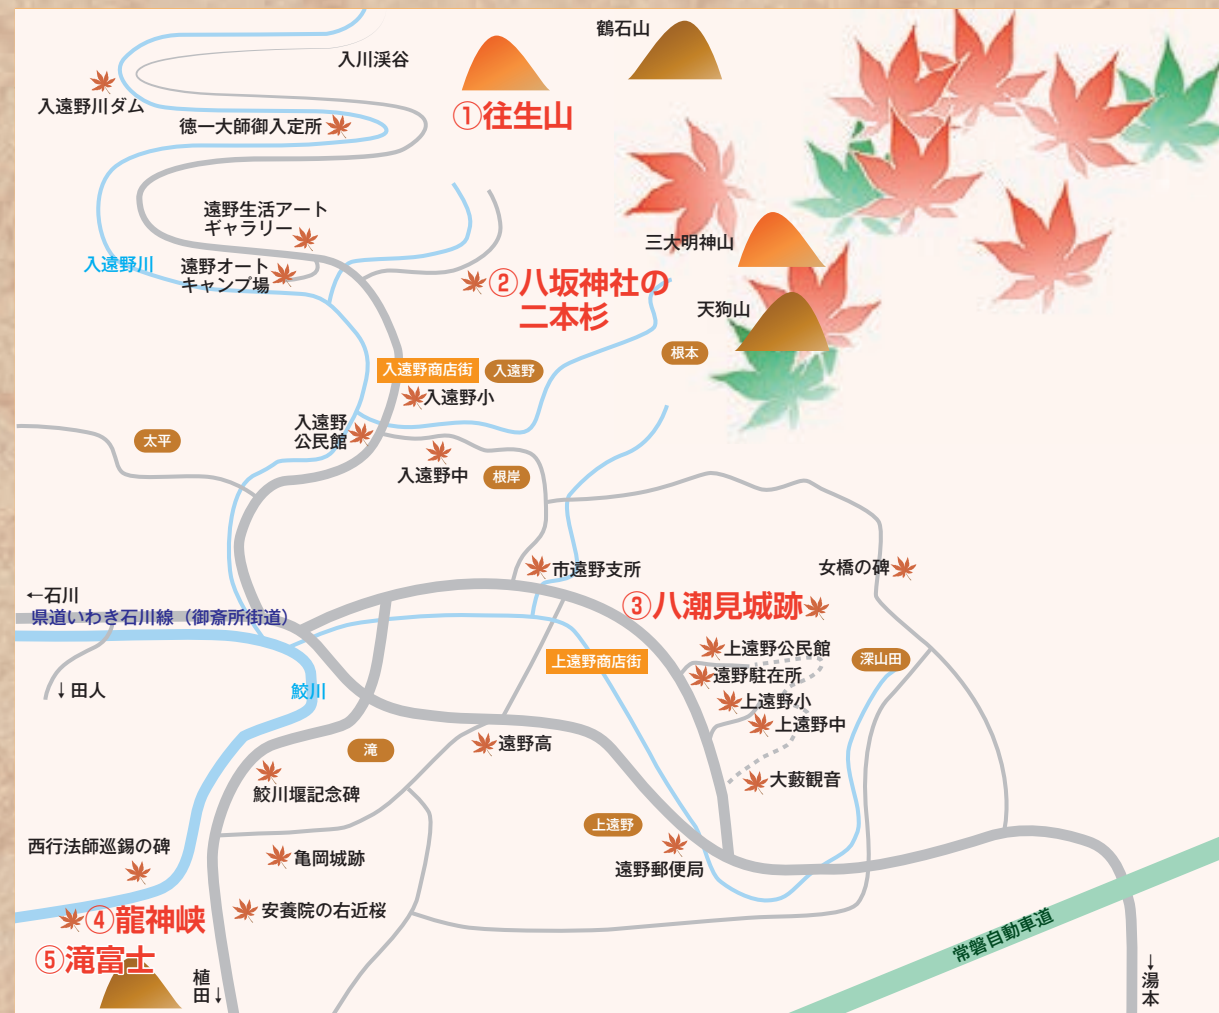 鶴石山
入川渓谷
入遠野川ダム
①往生山
徳一大師御入定所
遠野生活アート
ギャラリー
三大明神山
入遠野川
遠野オート
キャンプ場
②八坂神社の
二本杉
天狗山
根本
入遠野商店街
入遠野
入遠野小
入遠野
公民館
太平
入遠野中
根岸
市遠野支所
女橋の碑
←石川
③八潮見城跡
県道いわき石川線（御斎所街道）
上遠野公民館
上遠野商店街
深山田
遠野駐在所
↓田人
鮫川
上遠野小
上遠野中
遠野高
滝
大藪観音
鮫川堰記念碑
上遠野
西行法師巡錫の碑
亀岡城跡
遠野郵便局
④龍神峡
安養院の右近桜
常磐自動車道
⑤滝富士
植田↓
↓湯本